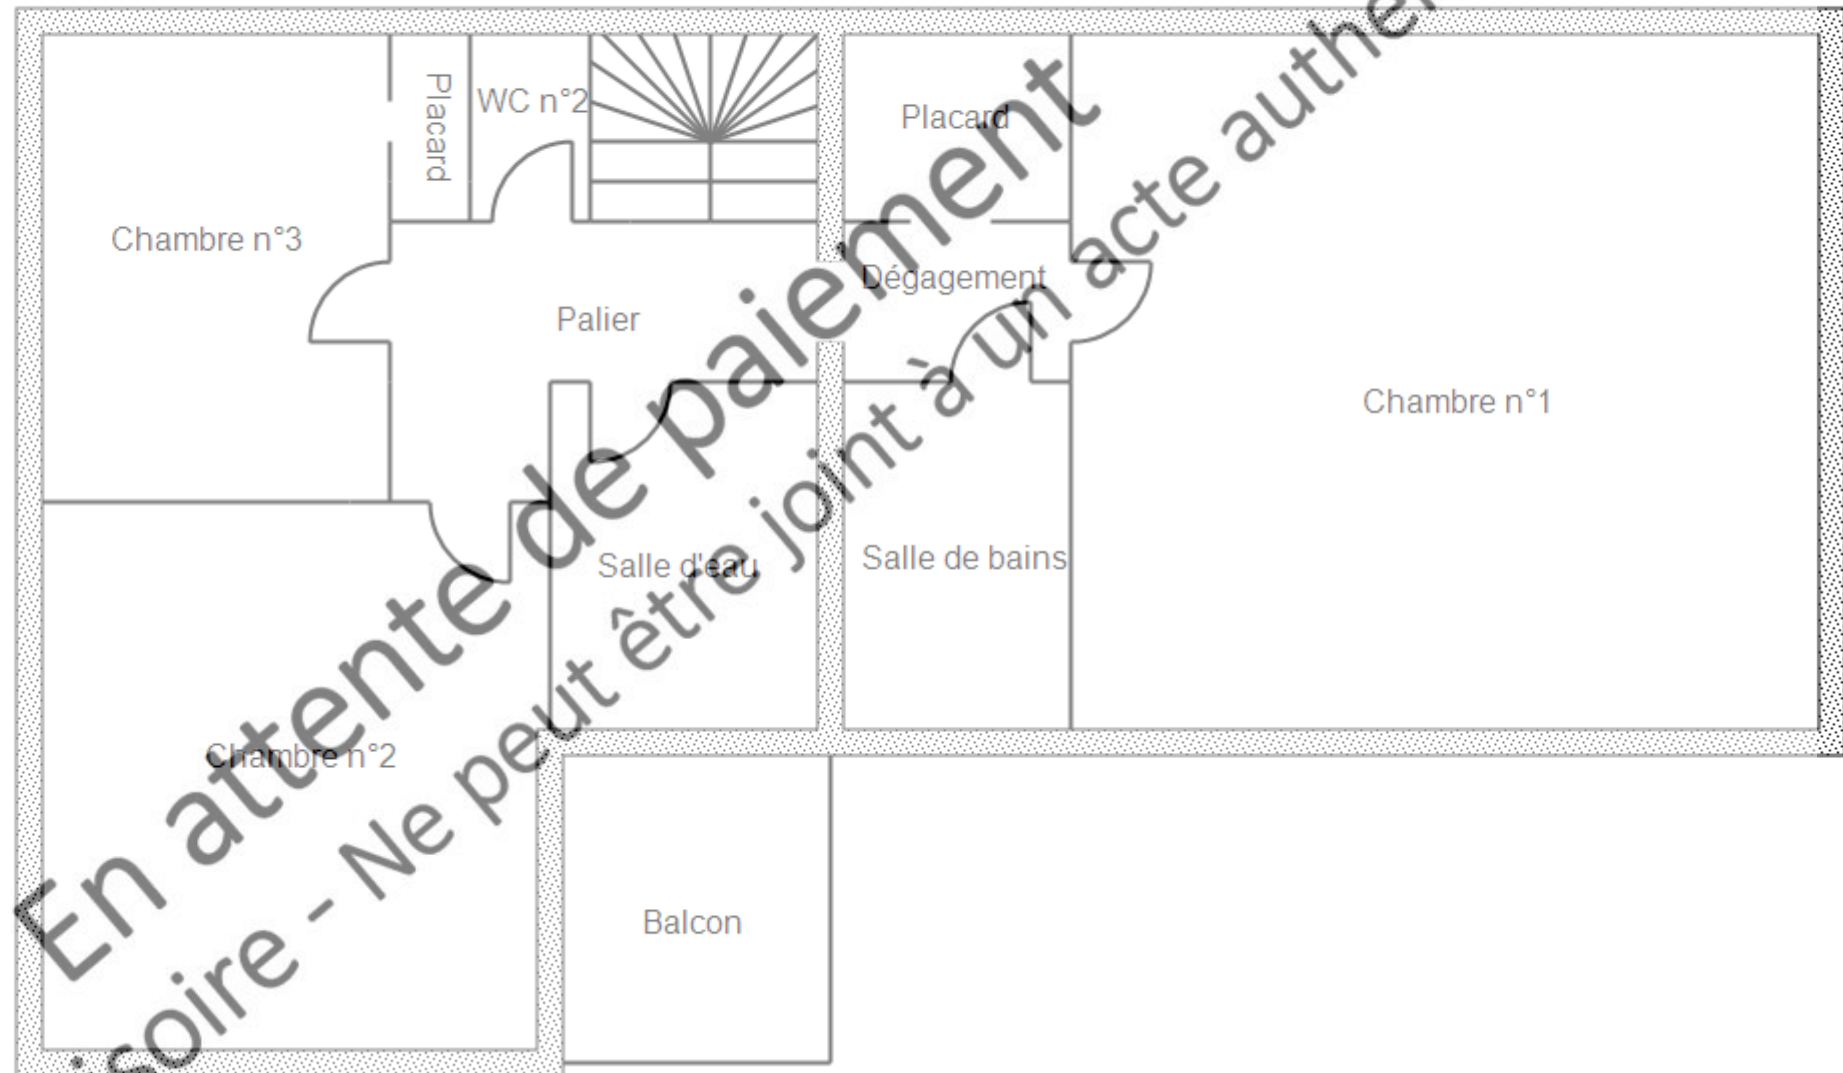 Placard
WC n°2
Placard
Chambre n°3
Dégagement
Palier
Chambre n°1
Salle d'eau
Salle de bains
Chambre n°2
Balcon
En attente de paiement
isoire - Ne peut être joint à un acte authe